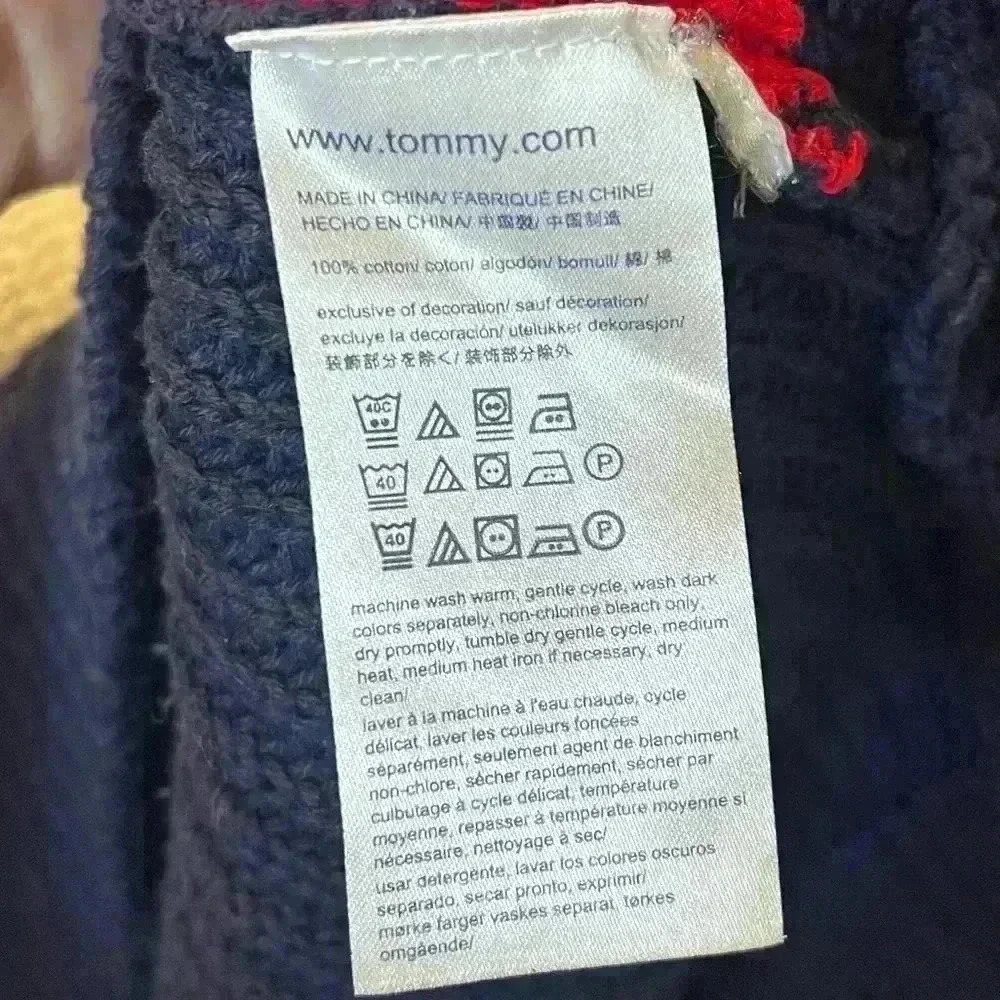 www.tommy.com
MADE IN CHINA/ FABRIQUÉ EN CHINE/
HECHO EN CHINA/ 中國製/ 中国制造
100% cotton/ coton/ algodón/ bomull/ 綿/ 棉
exclusive of decoration/ sauf décoration/
excluye la decoración/ utelukker dekorasjon/
装飾部分を除く/ 装饰部分除外
40C
40 P
40 P
machine wash warm, gentle cycle, wash dark
colors separately, non-chlorine bleach only,
dry promptly, tumble dry gentle cycle, medium
heat, medium heat iron if necessary, dry
clean/
laver à la machine à l'eau chaude, cycle
délicat, laver les couleurs foncées
séparément, seulement agent de blanchiment
non-chlore, sécher rapidement, sécher par
culbutage à cycle délicat, température
moyenne, repasser à température moyenne si
nécessaire, nettoyage à sec/
usar detergente, lavar los colores oscuros
separado, secar pronto, exprimir/
mørke farger vaskes separat, tørkes
omgående/